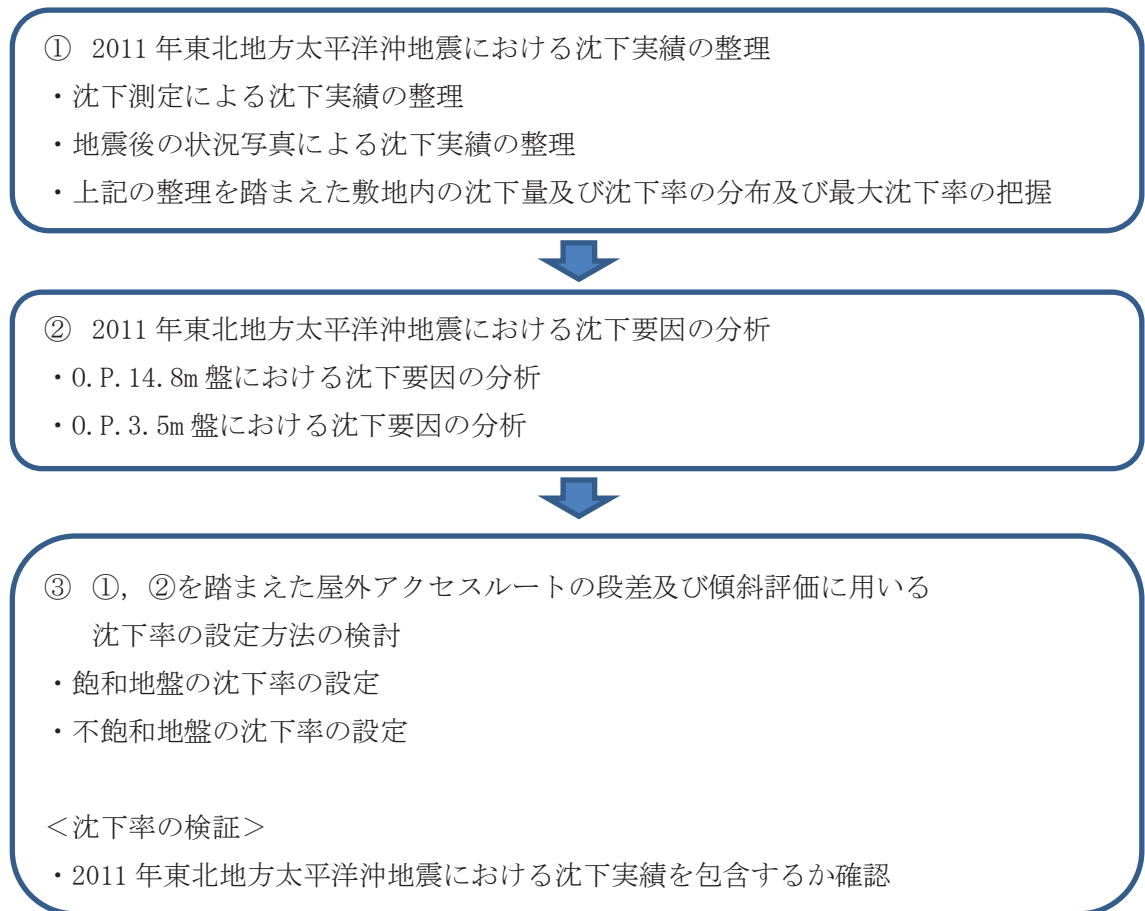 ① 2011年東北地方太平洋沖地震における沈下実績の整理
・沈下測定による沈下実績の整理
・地震後の状況写真による沈下実績の整理
・上記の整理を踏まえた敷地内の沈下量及び沈下率の分布及び最大沈下率の把握
② 2011年東北地方太平洋沖地震における沈下要因の分析
・O.P.14.8m盤における沈下要因の分析
・O.P.3.5m盤における沈下要因の分析
③ ①，②を踏まえた屋外アクセスルートの段差及び傾斜評価に用いる
沈下率の設定方法の検討
・飽和地盤の沈下率の設定
・不飽和地盤の沈下率の設定
＜沈下率の検証＞
・2011年東北地方太平洋沖地震における沈下実績を包含するか確認